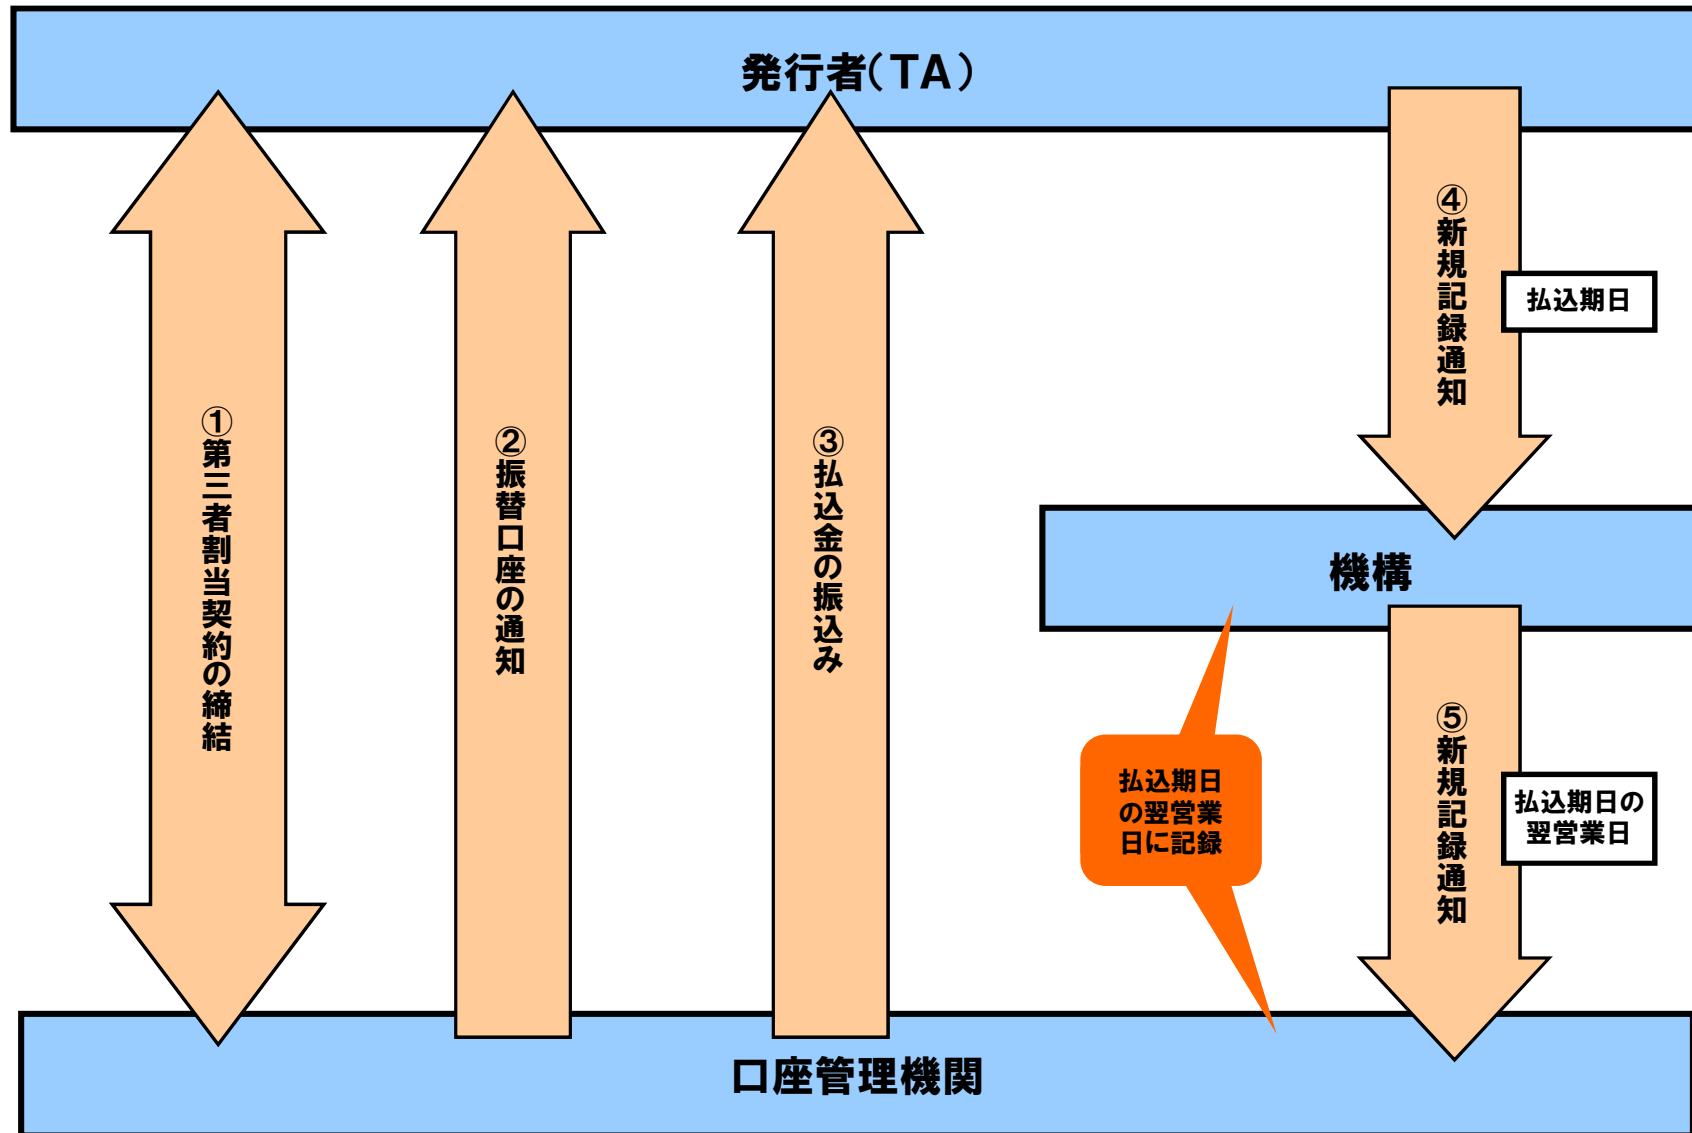 発行者（TA）
①第三者割当契約の締結
②振替口座の通知
③払込金の振込み
④新規記録通知
払込期日
機構
払込期日
の翌営業
日に記録
⑤新規記録通知
払込期日の
翌営業日
口座管理機関